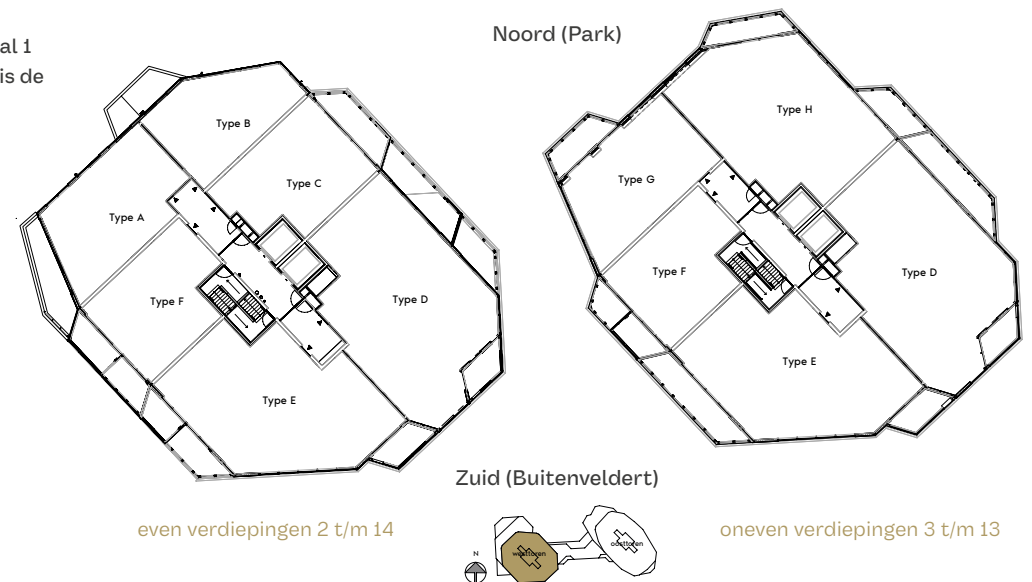 al 1
is de
Noord (Park)
Type B
Type C
Type A
Type F
Type D
Type E
Type H
Type G
Type F
Type D
Type E
Zuid (Buitenveldert)
even verdiepingen 2 t/m 14
oneven verdiepingen 3 t/m 13
N
westtoren
oosttoren